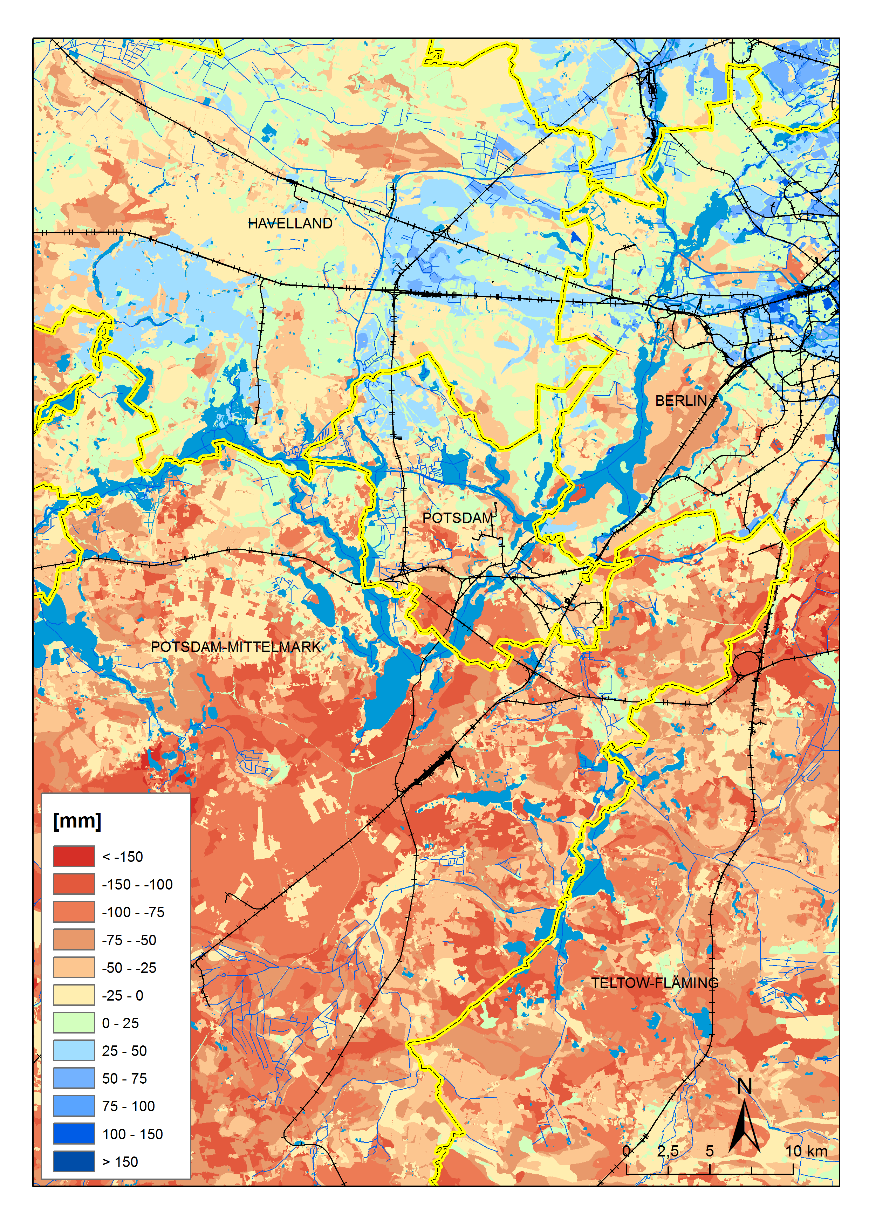 HAVELLAND
BERLIN
POTSDAM
POTSDAM-MITTELMARK
[mm]
< -150
-150 - -100
-100 - -75
-75 - -50
-50 - -25
-25 - 0
0 - 25
25 - 50
50 - 75
75 - 100
100 - 150
> 150
TELTOW-FLÄMING
N
0 2,5 5 10 km